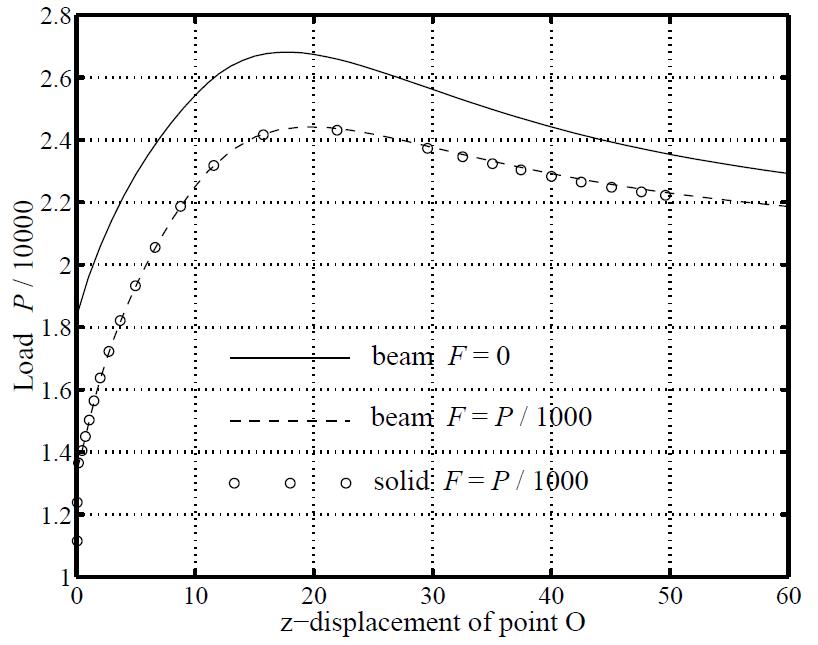 2.8
2.6
2.4
2.2
2
1.8
1.6
1.4
1.2
1
Load P / 10000
beam F = 0
beam F = P / 1000
solid F = P / 1000
0 10 20 30 40 50 60
z−displacement of point O